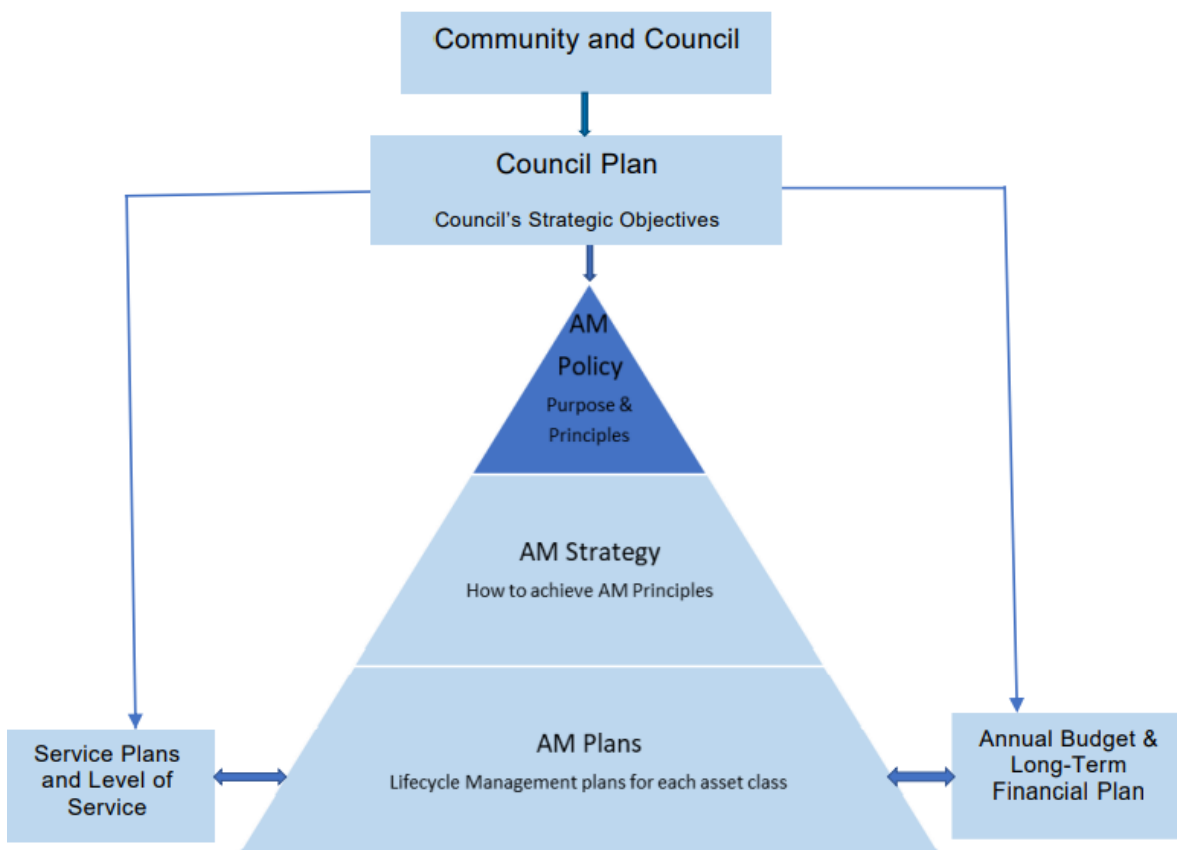 Community and Council
Council Plan
Council's Strategic Objectives
AM
Policy
Purpose &
Principles
AM Strategy
How to achieve AM Principles
AM Plans
Lifecycle Management plans for each asset class
Service Plans
and Level of
Service
Annual Budget &
Long-Term
Financial Plan